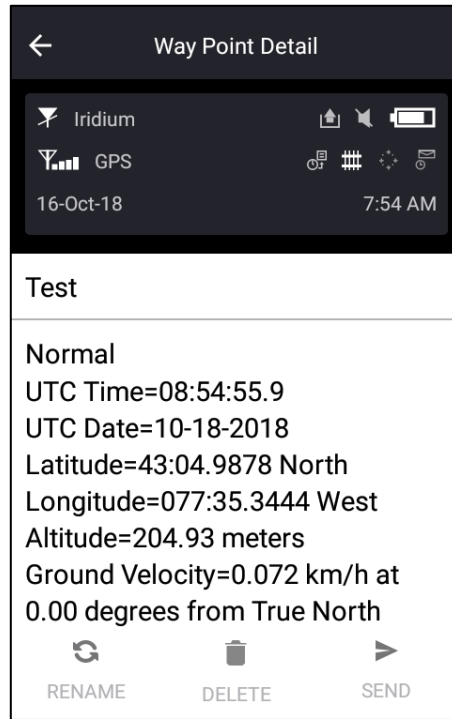 Way Point Detail
Iridium
GPS
16-Oct-18 7:54 AM
Test
Normal
UTC Time=08:54:55.9
UTC Date=10-18-2018
Latitude=43:04.9878 North
Longitude=077:35.3444 West
Altitude=204.93 meters
Ground Velocity=0.072 km/h at
0.00 degrees from True North
RENAME DELETE SEND